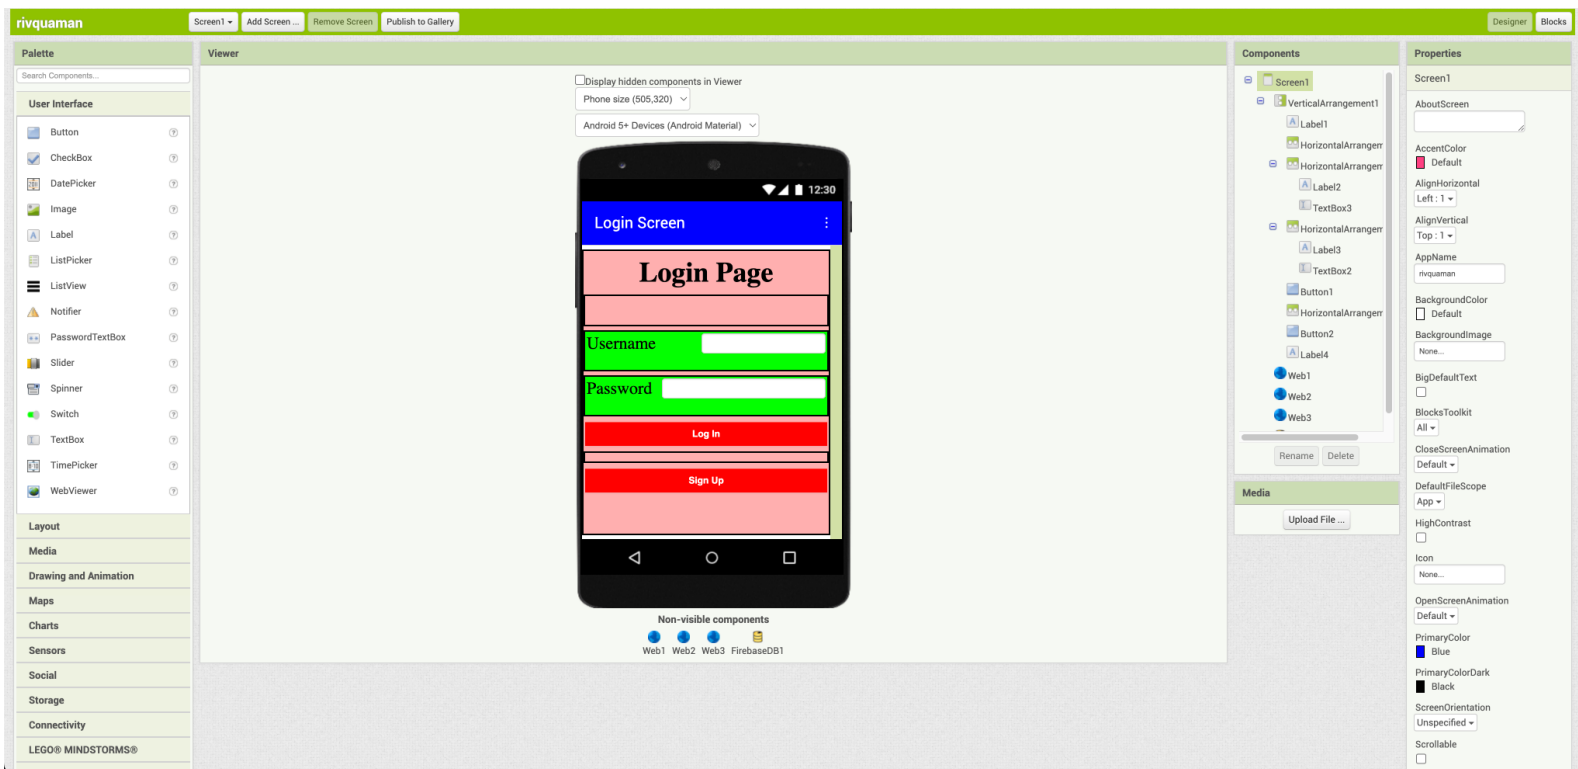 rivquaman
Screen1
Add Screen ...
Remove Screen
Publish to Gallery
Designer
Blocks
Palette
Search Components...
User Interface
Button
CheckBox
DatePicker
Image
Label
ListPicker
ListView
Notifier
PasswordTextBox
Slider
Spinner
Switch
TextBox
TimePicker
WebViewer
Layout
Media
Drawing and Animation
Maps
Charts
Sensors
Social
Storage
Connectivity
LEGO® MINDSTORMS®
Viewer
Display hidden components in Viewer
Phone size (505,320)
Android 5+ Devices (Android Material)
12:30
Login Screen
Login Page
Username
Password
Log In
Sign Up
Non-visible components
Web1 Web2 Web3 FirebaseDB1
Components
Screen1
VerticalArrangement1
Label1
HorizontalArrangem
HorizontalArrangem
Label2
TextBox3
HorizontalArrangem
Label3
TextBox2
Button1
HorizontalArrangem
Button2
Label4
Web1
Web2
Web3
Rename
Delete
Media
Upload File ...
Properties
Screen1
AboutScreen
AccentColor
Default
AlignHorizontal
Left : 1
AlignVertical
Top : 1
AppName
rivquaman
BackgroundColor
Default
BackgroundImage
None...
BigDefaultText
BlocksToolkit
All
CloseScreenAnimation
Default
DefaultFileScope
App
HighContrast
Icon
None...
OpenScreenAnimation
Default
PrimaryColor
Blue
PrimaryColorDark
Black
ScreenOrientation
Unspecified
Scrollable